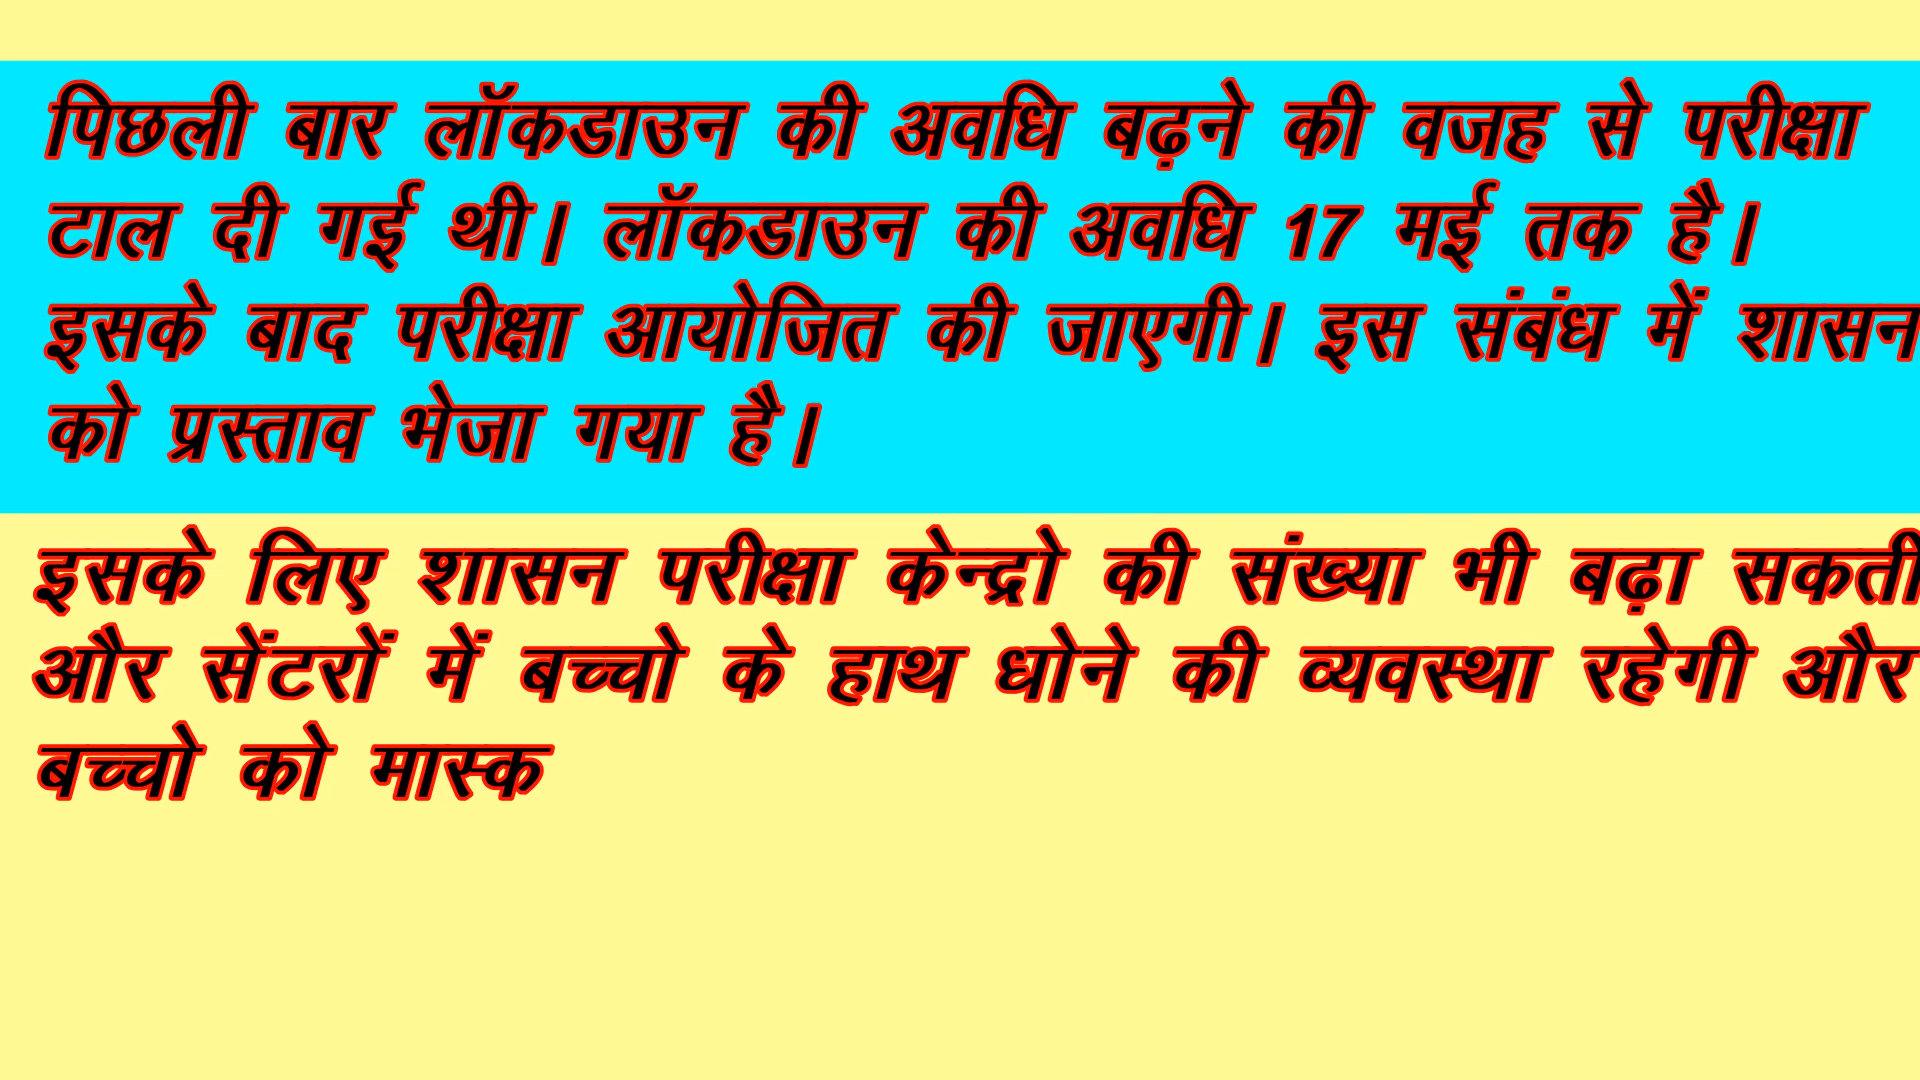 पिछली बार लॉकडाउन की अवधि बढ़ने की वजह से परीक्षा
टाल दी गई थी। लॉकडाउन की अवधि 17 मई तक है।
इसके बाद परीक्षा आयोजित की जाएगी। इस संबंध में शासन
को प्रस्ताव भेजा गया है।
इसके लिए शासन परीक्षा केन्द्रो की संख्या भी बढ़ा सकती
और सेंटरों में बच्चो के हाथ धोने की व्यवस्था रहेगी और
बच्चो को मास्क